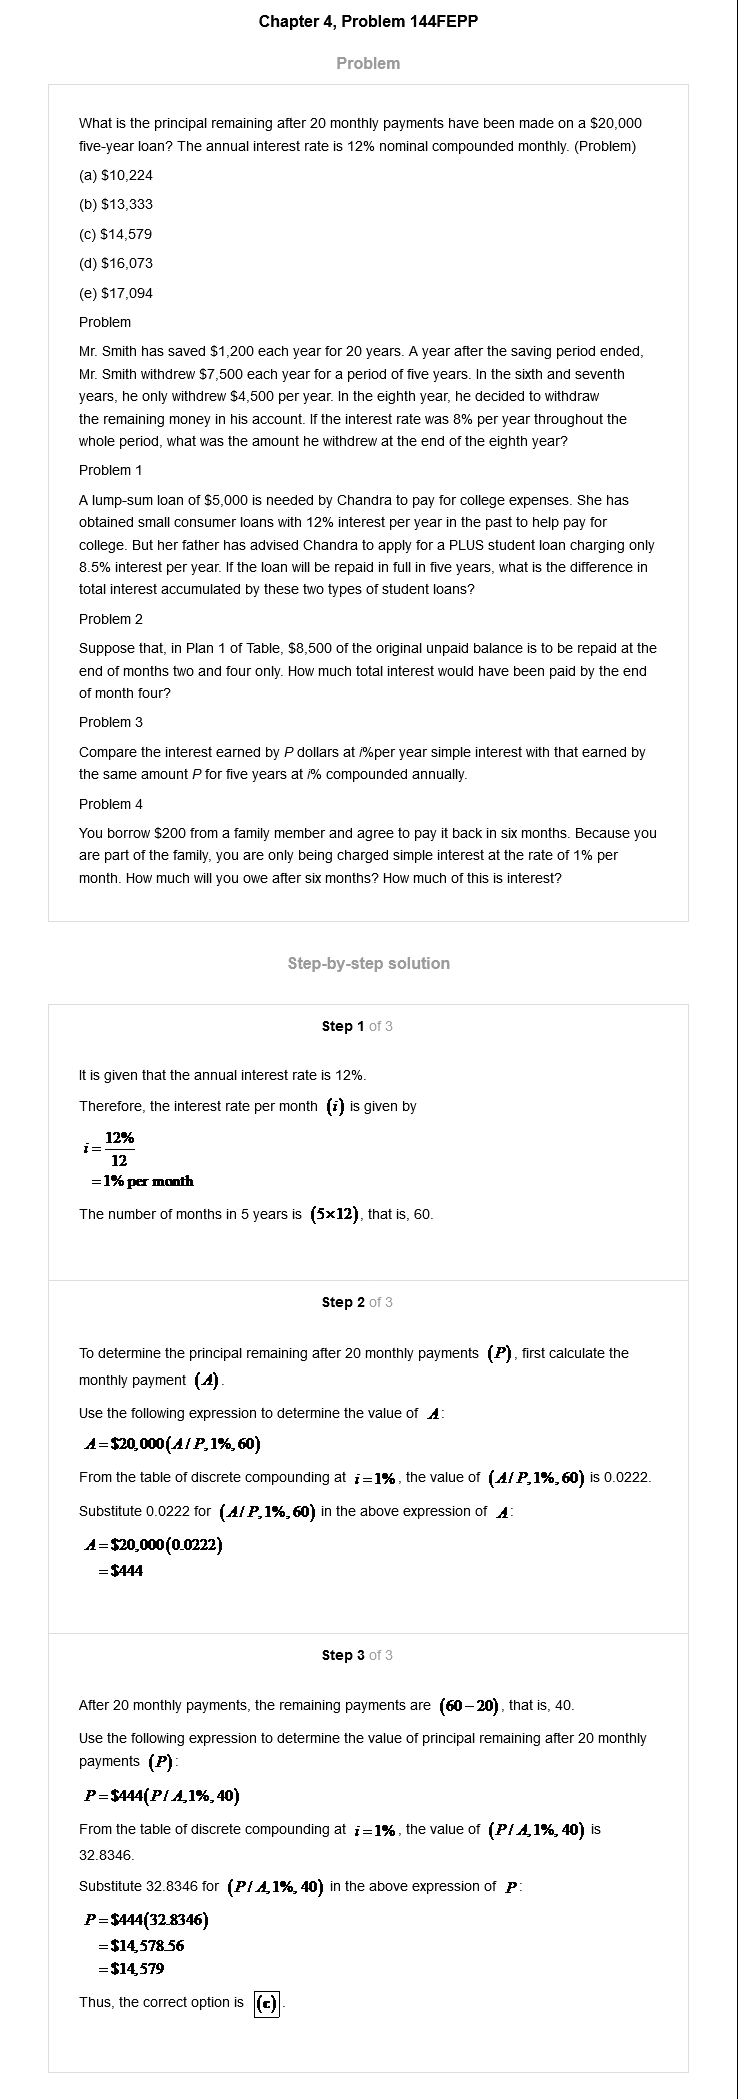 Chapter 4, Problem 144FEPP
Problem
What is the principal remaining after 20 monthly payments have been made on a $20,000
five-year loan? The annual interest rate is 12% nominal compounded monthly. (Problem)
(a) $10,224
(b) $13,333
(c) $14,579
(d) $16,073
(e) $17,094
Problem
Mr. Smith has saved $1,200 each year for 20 years. A year after the saving period ended,
Mr. Smith withdrew $7,500 each year for a period of five years. In the sixth and seventh
years, he only withdrew $4,500 per year. In the eighth year, he decided to withdraw
the remaining money in his account. If the interest rate was 8% per year throughout the
whole period, what was the amount he withdrew at the end of the eighth year?
Problem 1
A lump-sum loan of $5,000 is needed by Chandra to pay for college expenses. She has
obtained small consumer loans with 12% interest per year in the past to help pay for
college. But her father has advised Chandra to apply for a PLUS student loan charging only
8.5% interest per year. If the loan will be repaid in full in five years, what is the difference in
total interest accumulated by these two types of student loans?
Problem 2
Suppose that, in Plan 1 of Table, $8,500 of the original unpaid balance is to be repaid at the
end of months two and four only. How much total interest would have been paid by the end
of month four?
Problem 3
Compare the interest earned by P dollars at i%per year simple interest with that earned by
the same amount P for five years at i% compounded annually.
Problem 4
You borrow $200 from a family member and agree to pay it back in six months. Because you
are part of the family, you are only being charged simple interest at the rate of 1% per
month. How much will you owe after six months? How much of this is interest?
Step-by-step solution
Step 1 of 3
It is given that the annual interest rate is 12%.
Therefore, the interest rate per month (i) is given by
i = 12%
12
= 1% per month
The number of months in 5 years is (5×12), that is, 60.
Step 2 of 3
To determine the principal remaining after 20 monthly payments (P), first calculate the
monthly payment (A).
Use the following expression to determine the value of A:
A = $20,000(A/P,1%,60)
From the table of discrete compounding at i = 1%, the value of (A/P,1%,60) is 0.0222.
Substitute 0.0222 for (A/P,1%,60) in the above expression of A:
A = $20,000(0.0222)
= $444
Step 3 of 3
After 20 monthly payments, the remaining payments are (60 – 20), that is, 40.
Use the following expression to determine the value of principal remaining after 20 monthly
payments (P):
P = $444(P/A,1%,40)
From the table of discrete compounding at i = 1%, the value of (P/A,1%,40) is
32.8346.
Substitute 32.8346 for (P/A,1%,40) in the above expression of P:
P = $444(32.8346)
= $14,578.56
= $14,579
Thus, the correct option is (c).